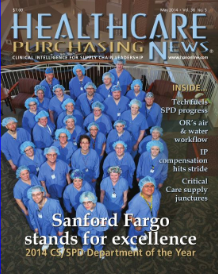 $7.00
May 2014 • Vol. 38 No. 5
HEALTHCARE
PURCHASING NEWS
CLINICAL INTELLIGENCE FOR SUPPLY CHAIN LEADERSHIP
www.hpnonline.com
INSIDE...
Tech fuels
SPD progress
OR's air
& water
workflow
IP
compensation
hits stride
Critical
Care supply
junctures
Sanford Fargo
stands for excellence
2014 CS/SPD Department of the Year